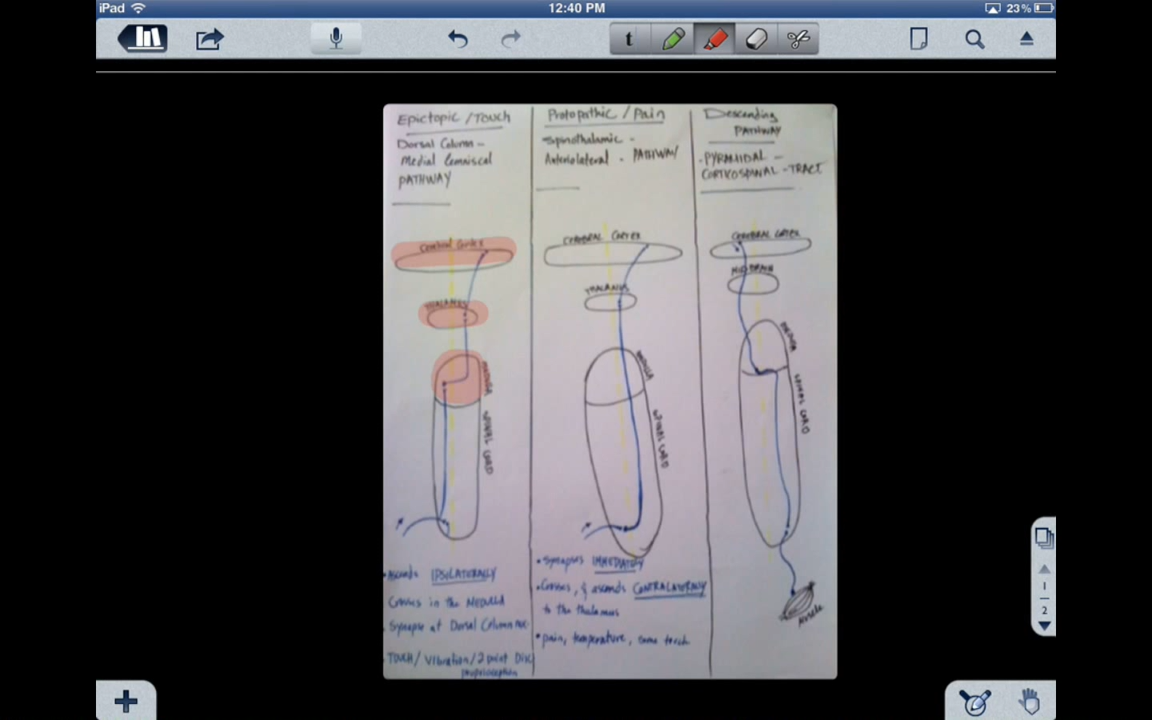 iPad
12:40 PM
23%
t
Epictopic / Touch
Dorsal Column -
Medial Lemniscal
PATHWAY
Cerebral Cortex
THALAMUS
MEDULLA
SPINAL CORD
• Ascends IPSILATERALLY
Crosses in the MEDULLA
• Synapse at Dorsal Column nuc.
• TOUCH / Vibration / 2 point Disc
proprioception
Protopathic / Pain
Spinothalamic -
Anterolateral - PATHWAY
CEREBRAL CORTEX
THALAMUS
MEDULLA
SPINAL CORD
• Synapses IMMEDIATELY
• Crosses, & ascends CONTRALATERALLY
to the thalamus
• pain, temperature, some touch
Descending
PATHWAY
• PYRAMIDAL -
CORTICOSPINAL - TRACT
CEREBRAL CORTEX
MIDBRAIN
MEDULLA
SPINAL CORD
Muscle
1
2